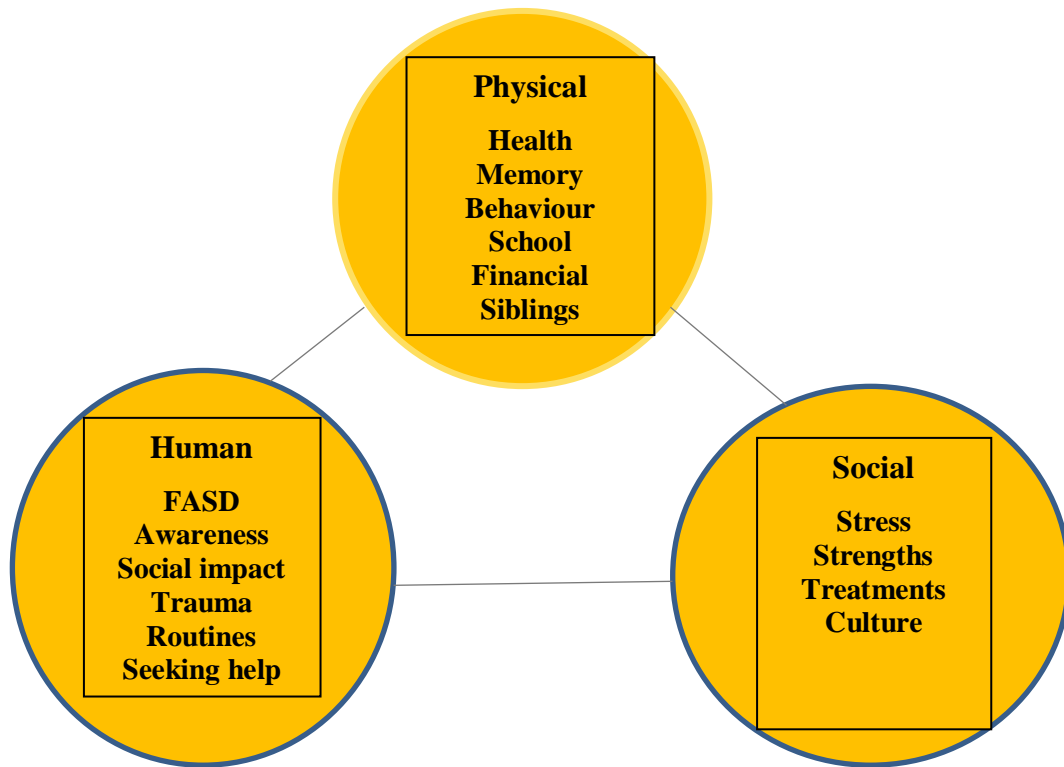 Physical
Health
Memory
Behaviour
School
Financial
Siblings
Human
FASD
Awareness
Social impact
Trauma
Routines
Seeking help
Social
Stress
Strengths
Treatments
Culture